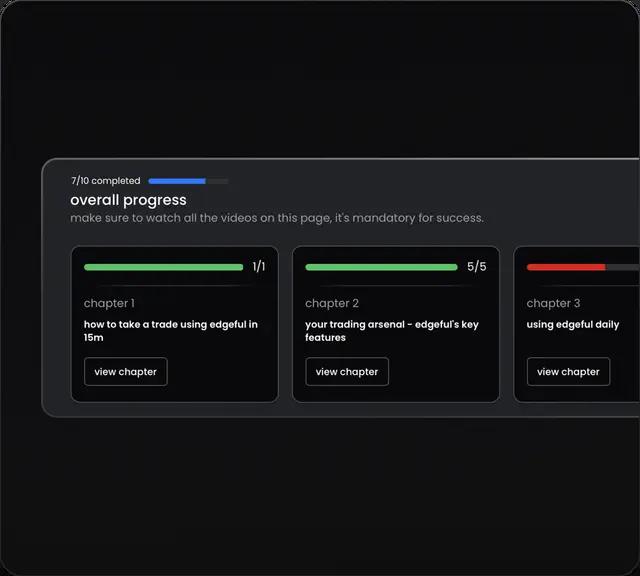 7/10 completed
overall progress
make sure to watch all the videos on this page, it's mandatory for success.
1/1
chapter 1
how to take a trade using edgeful in
15m
view chapter
5/5
chapter 2
your trading arsenal - edgeful's key
features
view chapter
chapter 3
using edgeful daily
view chapter